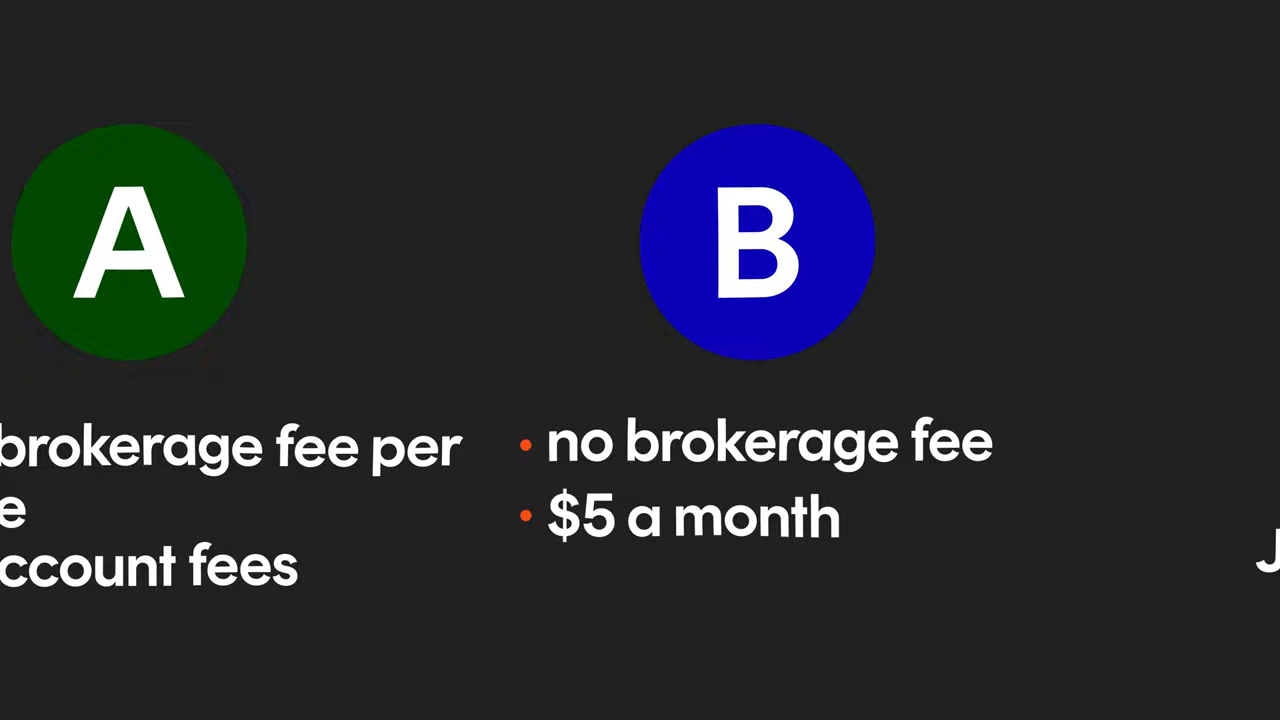 A
brokerage fee per
e
ccount fees
B
• no brokerage fee
• $5 a month
J